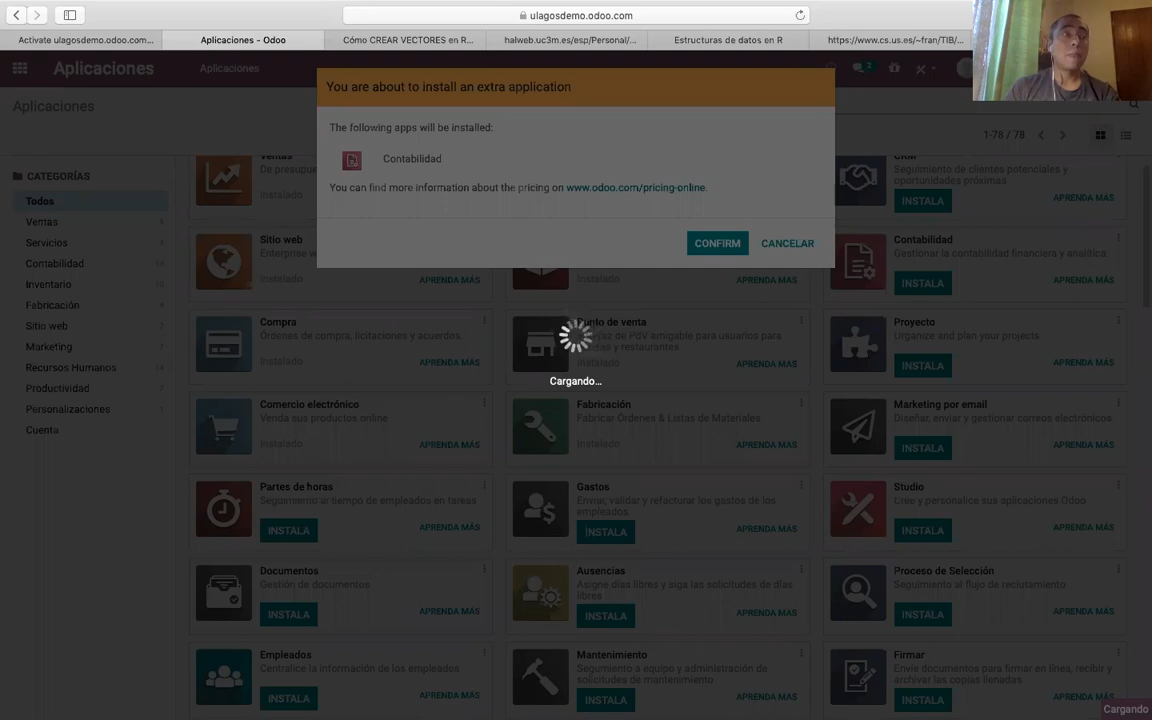 ulagosdemo.odoo.com
Activate ulagosdemo.odoo.com...
Aplicaciones - Odoo
Cómo CREAR VECTORES en R...
halweb.uc3m.es/esp/Personal/...
Estructuras de datos en R
https://www.cs.us.es/~fran/TIB/...
Aplicaciones
Aplicaciones
2
Aplicaciones
1-78 / 78
You are about to install an extra application
The following apps will be installed:
Contabilidad
You can find more information about the pricing on www.odoo.com/pricing-online.
CONFIRM
CANCELAR
CATEGORÍAS
Todos
Ventas
Servicios
Contabilidad
Inventario
Fabricación
Sitio web
Marketing
Recursos Humanos
Productividad
Personalizaciones
Cuenta
Ventas
De presupue
Instalado
CRM
Seguimiento de clientes potenciales y
oportunidades próximas
INSTALA
APRENDA MÁS
Sitio web
Enterprise w
Instalado
APRENDA MÁS
Instalado
APRENDA MÁS
Contabilidad
Gestionar la contabilidad financiera y analítica.
INSTALA
APRENDA MÁS
Compra
Órdenes de compra, licitaciones y acuerdos.
Instalado
APRENDA MÁS
Punto de venta
de PdV amigable para usuarios para
y restaurantes
Instalado
APRENDA MÁS
Proyecto
Organize and plan your projects
INSTALA
APRENDA MÁS
Comercio electrónico
Venda sus productos online
Instalado
APRENDA MÁS
Fabricación
Fabricar Órdenes & Listas de Materiales
Instalado
APRENDA MÁS
Marketing por email
Diseñar, enviar y gestionar correos electrónicos
INSTALA
APRENDA MÁS
Partes de horas
Seguimiento al tiempo de empleados en tareas
INSTALA
APRENDA MÁS
Gastos
Enviar, validar y refacturar los gastos de los
empleados.
INSTALA
APRENDA MÁS
Studio
Cree y personalice sus aplicaciones Odoo
INSTALA
APRENDA MÁS
Documentos
Gestión de documentos
INSTALA
APRENDA MÁS
Ausencias
Asigne días libres y siga las solicitudes de días
libres
INSTALA
APRENDA MÁS
Proceso de Selección
Seguimiento al flujo de reclutamiento
INSTALA
APRENDA MÁS
Empleados
Centralice la información de los empleados
INSTALA
APRENDA MÁS
Mantenimiento
Seguimiento a equipo y administración de
solicitudes de mantenimiento
INSTALA
APRENDA MÁS
Firmar
Envíe documentos para firmar en línea, recibir y
archivar las copias llenadas
INSTALA
APRENDA MÁS
Cargando...
Cargando